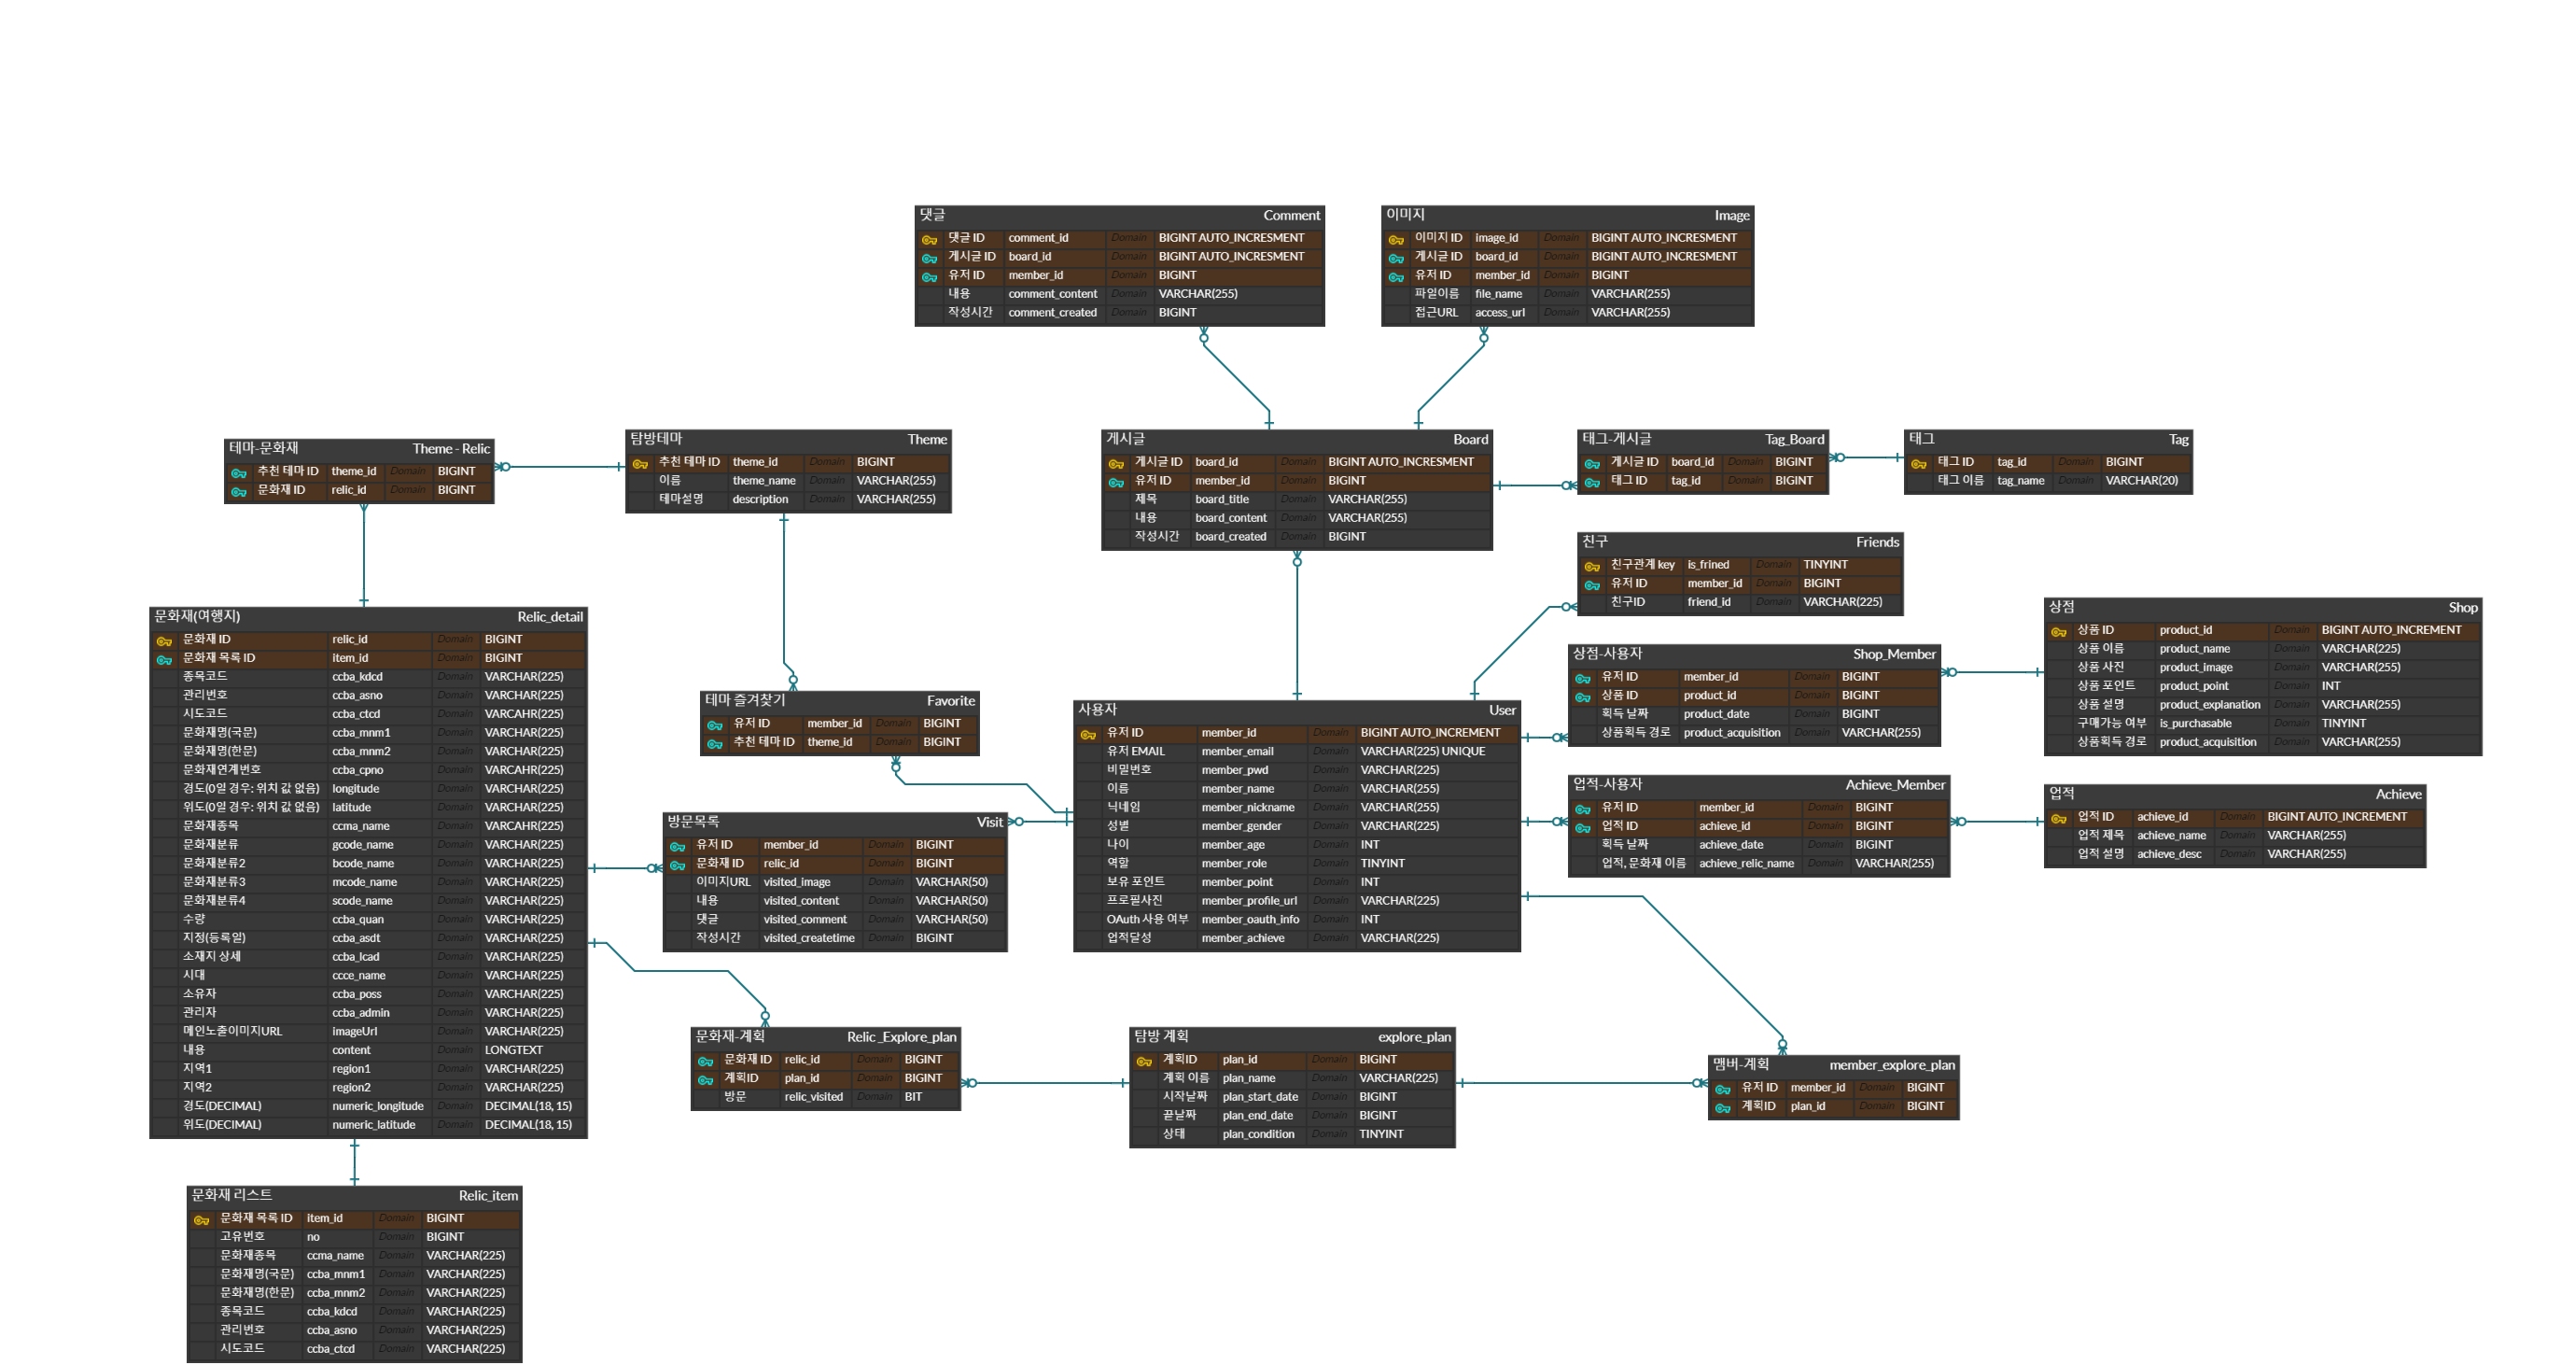 댓글 Comment
댓글 ID comment_id Domain BIGINT AUTO_INCRESMENT
게시글 ID board_id Domain BIGINT AUTO_INCRESMENT
유저 ID member_id Domain BIGINT
내용 comment_content Domain VARCHAR(255)
작성시간 comment_created Domain BIGINT
이미지 Image
이미지 ID image_id Domain BIGINT AUTO_INCRESMENT
게시글 ID board_id Domain BIGINT AUTO_INCRESMENT
유저 ID member_id Domain BIGINT
파일이름 file_name Domain VARCHAR(255)
접근URL access_url Domain VARCHAR(255)
테마-문화재 Theme - Relic
추천 테마 ID theme_id Domain BIGINT
문화재 ID relic_id Domain BIGINT
탐방테마 Theme
추천 테마 ID theme_id Domain BIGINT
이름 theme_name Domain VARCHAR(255)
테마설명 description Domain VARCHAR(255)
게시글 Board
게시글 ID board_id Domain BIGINT AUTO_INCRESMENT
유저 ID member_id Domain BIGINT
제목 board_title Domain VARCHAR(255)
내용 board_content Domain VARCHAR(255)
작성시간 board_created Domain BIGINT
태그-게시글 Tag_Board
게시글 ID board_id Domain BIGINT
태그 ID tag_id Domain BIGINT
태그 Tag
태그 ID tag_id Domain BIGINT
태그 이름 tag_name Domain VARCHAR(20)
친구 Friends
친구관계 key is_frined Domain TINYINT
유저 ID member_id Domain BIGINT
친구ID friend_id Domain VARCHAR(225)
문화재(여행지) Relic_detail
문화재 ID relic_id Domain BIGINT
문화재 목록 ID item_id Domain BIGINT
종목코드 ccba_kdcd Domain VARCHAR(225)
관리번호 ccba_asno Domain VARCHAR(225)
시도코드 ccba_ctcd Domain VARCAHR(225)
문화재명(국문) ccba_mnm1 Domain VARCHAR(225)
문화재명(한문) ccba_mnm2 Domain VARCHAR(225)
문화재연계번호 ccba_cpno Domain VARCAHR(225)
경도(0일 경우: 위치 값 없음) longitude Domain VARCHAR(225)
위도(0일 경우: 위치 값 없음) latitude Domain VARCHAR(225)
문화재종목 ccma_name Domain VARCAHR(225)
문화재분류 gcode_name Domain VARCHAR(225)
문화재분류2 bcode_name Domain VARCHAR(225)
문화재분류3 mcode_name Domain VARCHAR(225)
문화재분류4 scode_name Domain VARCHAR(225)
수량 ccba_quan Domain VARCHAR(225)
지정(등록일) ccba_asdt Domain VARCHAR(225)
소재지 상세 ccba_lcad Domain VARCHAR(225)
시대 ccce_name Domain VARCHAR(225)
소유자 ccba_poss Domain VARCHAR(225)
관리자 ccba_admin Domain VARCHAR(225)
메인노출이미지URL imageUrl Domain VARCHAR(225)
내용 content Domain LONGTEXT
지역1 region1 Domain VARCHAR(225)
지역2 region2 Domain VARCHAR(225)
경도(DECIMAL) numeric_longitude Domain DECIMAL(18, 15)
위도(DECIMAL) numeric_latitude Domain DECIMAL(18, 15)
테마 즐겨찾기 Favorite
유저 ID member_id Domain BIGINT
추천 테마 ID theme_id Domain BIGINT
방문목록 Visit
유저 ID member_id Domain BIGINT
문화재 ID relic_id Domain BIGINT
이미지URL visited_image Domain VARCHAR(50)
내용 visited_content Domain VARCHAR(50)
댓글 visited_comment Domain VARCHAR(50)
작성시간 visited_createtime Domain BIGINT
사용자 User
유저 ID member_id Domain BIGINT AUTO_INCREMENT
유저 EMAIL member_email Domain VARCHAR(225) UNIQUE
비밀번호 member_pwd Domain VARCHAR(225)
이름 member_name Domain VARCHAR(255)
닉네임 member_nickname Domain VARCHAR(255)
성별 member_gender Domain VARCHAR(225)
나이 member_age Domain INT
역할 member_role Domain TINYINT
보유 포인트 member_point Domain INT
프로필사진 member_profile_url Domain VARCHAR(225)
OAuth 사용 여부 member_oauth_info Domain INT
업적달성 member_achieve Domain VARCHAR(225)
상점-사용자 Shop_Member
유저 ID member_id Domain BIGINT
상품 ID product_id Domain BIGINT
획득 날짜 product_date Domain BIGINT
상품획득 경로 product_acquisition Domain VARCHAR(255)
상점 Shop
상품 ID product_id Domain BIGINT AUTO_INCREMENT
상품 이름 product_name Domain VARCHAR(225)
상품 사진 product_image Domain VARCHAR(255)
상품 포인트 product_point Domain INT
상품 설명 product_explanation Domain VARCHAR(255)
구매가능 여부 is_purchasable Domain TINYINT
상품획득 경로 product_acquisition Domain VARCHAR(255)
업적-사용자 Achieve_Member
유저 ID member_id Domain BIGINT
업적 ID achieve_id Domain BIGINT
획득 날짜 achieve_date Domain BIGINT
업적, 문화재 이름 achieve_relic_name Domain VARCHAR(255)
업적 Achieve
업적 ID achieve_id Domain BIGINT AUTO_INCREMENT
업적 제목 achieve_name Domain VARCHAR(255)
업적 설명 achieve_desc Domain VARCHAR(255)
문화재-계획 Relic_Explore_plan
문화재 ID relic_id Domain BIGINT
계획ID plan_id Domain BIGINT
방문 relic_visited Domain BIT
탐방 계획 explore_plan
계획ID plan_id Domain BIGINT
계획 이름 plan_name Domain VARCHAR(225)
시작날짜 plan_start_date Domain BIGINT
끝날짜 plan_end_date Domain BIGINT
상태 plan_condition Domain TINYINT
맴버-계획 member_explore_plan
유저 ID member_id Domain BIGINT
계획ID plan_id Domain BIGINT
문화재 리스트 Relic_item
문화재 목록 ID item_id Domain BIGINT
고유번호 no Domain BIGINT
문화재종목 ccma_name Domain VARCHAR(225)
문화재명(국문) ccba_mnm1 Domain VARCHAR(225)
문화재명(한문) ccba_mnm2 Domain VARCHAR(225)
종목코드 ccba_kdcd Domain VARCHAR(225)
관리번호 ccba_asno Domain VARCHAR(225)
시도코드 ccba_ctcd Domain VARCHAR(225)